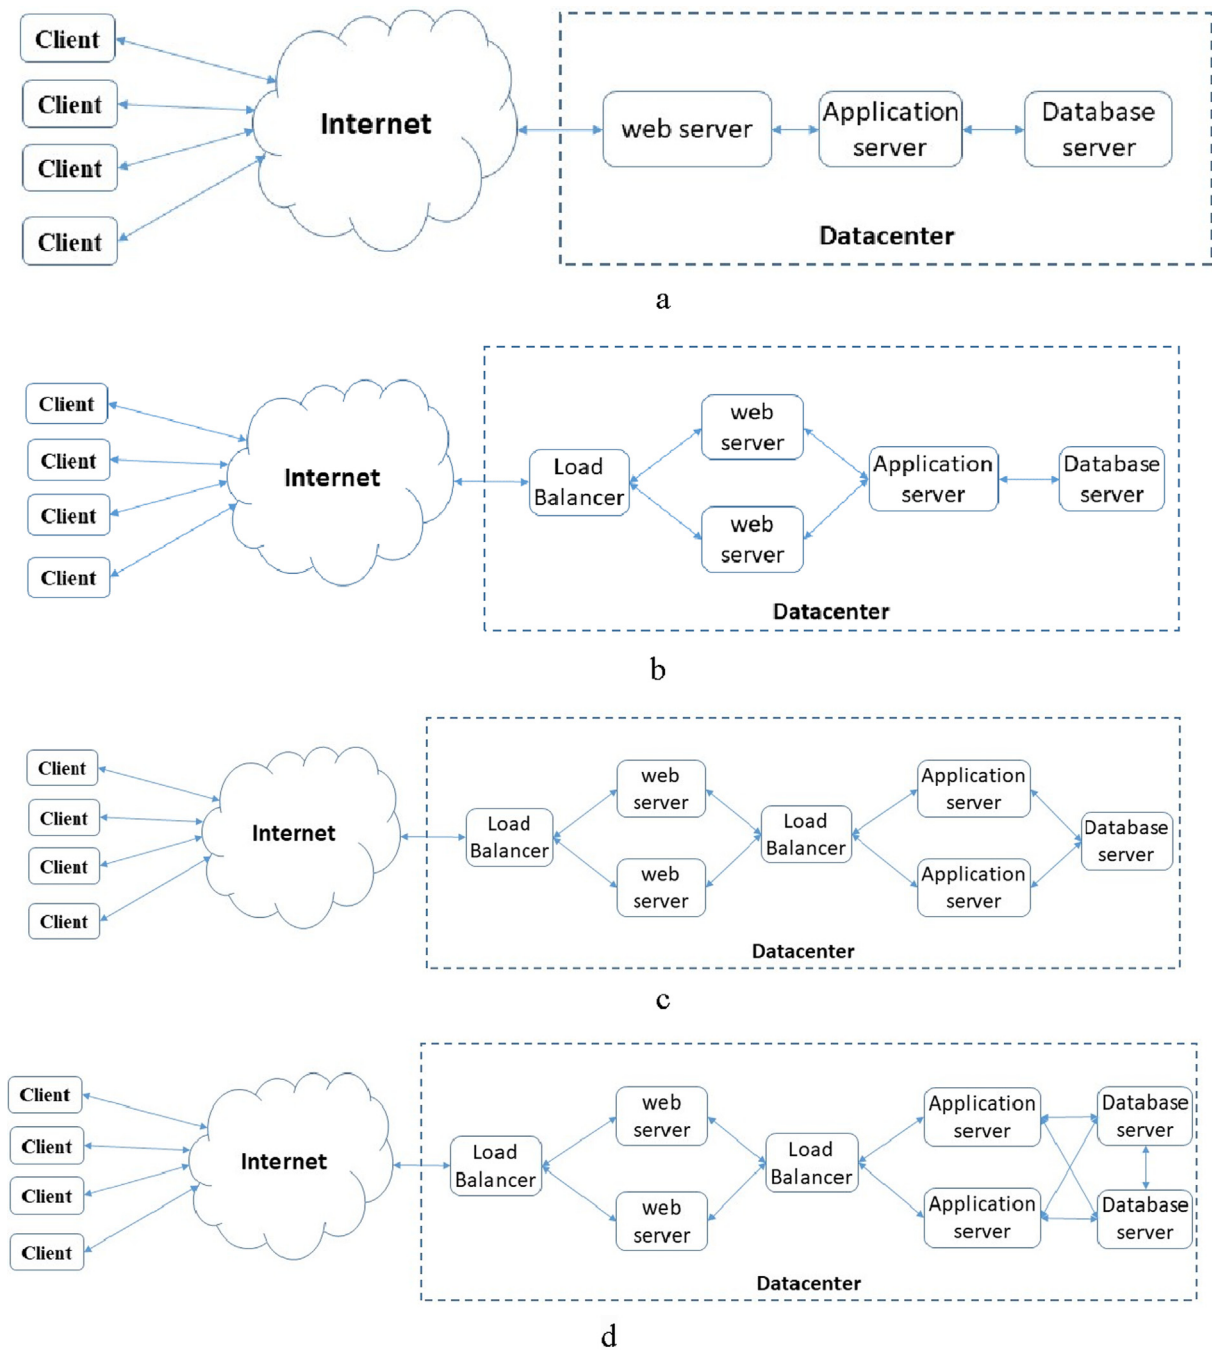 Client
Client
Client
Client
Internet
web server
Application
server
Database
server
Datacenter
a
Client
Client
Client
Client
Internet
Load
Balancer
web
server
web
server
Application
server
Database
server
Datacenter
b
Client
Client
Client
Client
Internet
Load
Balancer
web
server
web
server
Load
Balancer
Application
server
Application
server
Database
server
Datacenter
c
Client
Client
Client
Client
Internet
Load
Balancer
web
server
web
server
Load
Balancer
Application
server
Application
server
Database
server
Database
server
Datacenter
d